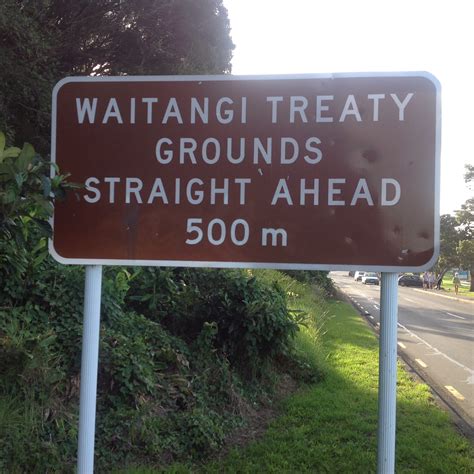 WAITANGI TREATY
GROUNDS
STRAIGHT AHEAD
500 m